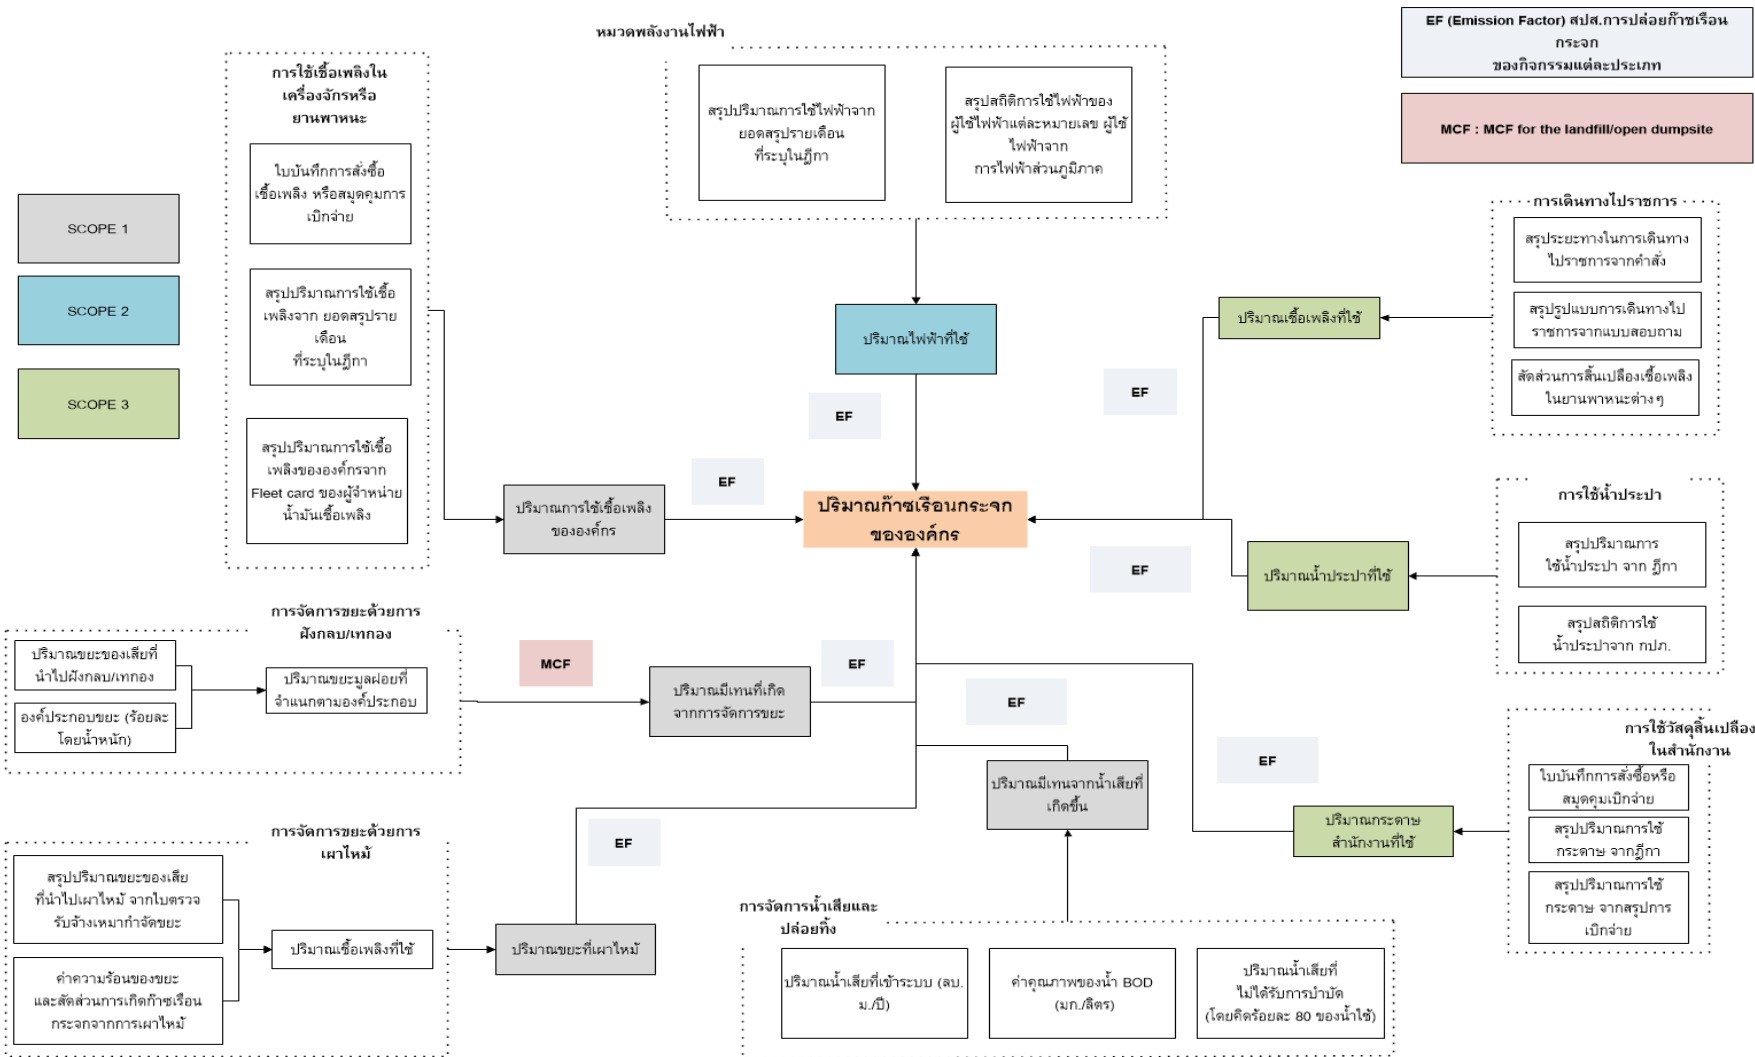 EF (Emission Factor) สปส.การปล่อยก๊าซเรือน
กระจก
ของกิจกรรมแต่ละประเภท
MCF : MCF for the landfill/open dumpsite
SCOPE 1
SCOPE 2
SCOPE 3
การใช้เชื้อเพลิงใน
เครื่องจักรหรือ
ยานพาหนะ
ใบบันทึกการสั่งซื้อ
เชื้อเพลิง หรือสมุดคุมการ
เบิกจ่าย
สรุปปริมาณการใช้เชื้อ
เพลิงจาก ยอดสรุปราย
เดือน
ที่ระบุในฎีกา
สรุปปริมาณการใช้เชื้อ
เพลิงขององค์กรจาก
Fleet card ของผู้จำหน่าย
น้ำมันเชื้อเพลิง
หมวดพลังงานไฟฟ้า
สรุปปริมาณการใช้ไฟฟ้าจาก
ยอดสรุปรายเดือน
ที่ระบุในฎีกา
สรุปสถิติการใช้ไฟฟ้าของ
ผู้ใช้ไฟฟ้าแต่ละหมายเลข ผู้ใช้
ไฟฟ้าจาก
การไฟฟ้าส่วนภูมิภาค
ปริมาณไฟฟ้าที่ใช้
EF
การเดินทางไปราชการ
สรุประยะทางในการเดินทาง
ไปราชการจากคำสั่ง
สรุปรูปแบบการเดินทางไป
ราชการจากแบบสอบถาม
สัดส่วนการสิ้นเปลืองเชื้อเพลิง
ในยานพาหนะต่างๆ
ปริมาณเชื้อเพลิงที่ใช้
EF
ปริมาณการใช้เชื้อเพลิง
ขององค์กร
EF
ปริมาณก๊าซเรือนกระจก
ขององค์กร
EF
ปริมาณน้ำประปาที่ใช้
การใช้น้ำประปา
สรุปปริมาณการ
ใช้น้ำประปา จาก ฎีกา
สรุปสถิติการใช้
น้ำประปาจาก กปภ.
การจัดการขยะด้วยการ
ฝังกลบ/เทกอง
ปริมาณขยะของเสียที่
นำไปฝังกลบ/เทกอง
องค์ประกอบขยะ (ร้อยละ
โดยน้ำหนัก)
ปริมาณขยะมูลฝอยที่
จำแนกตามองค์ประกอบ
MCF
ปริมาณมีเทนที่เกิด
จากการจัดการขยะ
EF
EF
ปริมาณมีเทนจากน้ำเสียที่
เกิดขึ้น
EF
ปริมาณกระดาษ
สำนักงานที่ใช้
การใช้วัสดุสิ้นเปลือง
ในสำนักงาน
ใบบันทึกการสั่งซื้อหรือ
สมุดคุมเบิกจ่าย
สรุปปริมาณการใช้
กระดาษ จากฎีกา
สรุปปริมาณการใช้
กระดาษ จากสรุปการ
เบิกจ่าย
การจัดการขยะด้วยการ
เผาไหม้
สรุปปริมาณขยะของเสีย
ที่นำไปเผาไหม้ จากใบตรวจ
รับจ้างเหมากำจัดขยะ
ค่าความร้อนของขยะ
และสัดส่วนการเกิดก๊าซเรือน
กระจกจากการเผาไหม้
ปริมาณเชื้อเพลิงที่ใช้
ปริมาณขยะที่เผาไหม้
EF
การจัดการน้ำเสียและ
ปล่อยทิ้ง
ปริมาณน้ำเสียที่เข้าระบบ (ลบ.
ม./ปี)
ค่าคุณภาพของน้ำ BOD
(มก./ลิตร)
ปริมาณน้ำเสียที่
ไม่ได้รับการบำบัด
(โดยคิดร้อยละ 80 ของน้ำใช้)